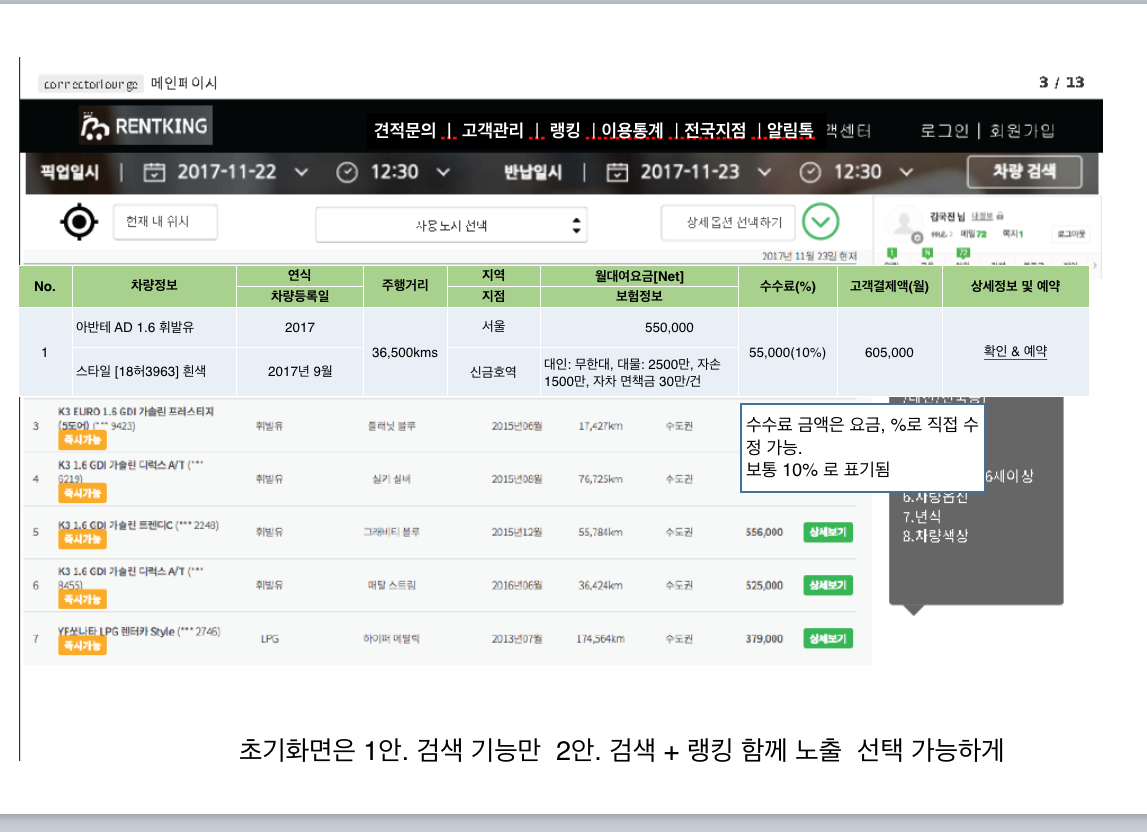 correctorlounge 메인페이시
3 / 13
RENTKING
견적문의 | 고객관리 | 랭킹 | 이용통계 | 전국지점 | 알림톡 객센터 로그인 | 회원가입
픽업일시 | 2017-11-22 12:30 반납일시 | 2017-11-23 12:30 차량 검색
현재 내 위시 사용노시 선낵 상세옵션 선택하기
김국진님 내정보
메일72 쪽지1 로그아웃
2017년 11월 23일 현재
No. 차량정보 연식 주행거리 지역 월대여요금[Net] 수수료(%) 고객결제액(월) 상세정보 및 예약
차량등록일 지점 보험정보
1 아반테 AD 1.6 휘발유 2017 36,500kms 서울 550,000 55,000(10%) 605,000 확인 & 예약
스타일 [18허3963] 흰색 2017년 9월 신금호역 대인: 무한대, 대물: 2500만, 자손
1500만, 자차 면책금 30만/건
K3 EURO 1.6 GDI 가솔린 프레스티지
3 (5도어) (*** 9423) 휘발유 플래닛 블루 2015년06월 17,427km 수도권
즉시가능
수수료 금액은 요금, %로 직접 수
정 가능.
보통 10% 로 표기됨
K3 1.6 GDI 가솔린 디럭스 A/T (***
4 6219) 휘발유 실키 실버 2015년08월 76,725km 수도권
즉시가능
6세이상
6.차량옵션
7.년식
8.차량색상
5 K3 1.6 GDI 가솔린 트렌디C (*** 2248) 휘발유 그래비티 블루 2015년12월 55,784km 수도권 556,000 상세보기
즉시가능
K3 1.6 GDI 가솔린 디럭스 A/T (***
6 8455) 휘발유 메탈 스트림 2016년06월 36,424km 수도권 525,000 상세보기
즉시가능
7 YF쏘나타 LPG 렌터카 Style (*** 2746) LPG 하이퍼 메탈릭 2013년07월 174,564km 수도권 379,000 상세보기
즉시가능
초기화면은 1안. 검색 기능만 2안. 검색 + 랭킹 함께 노출 선택 가능하게